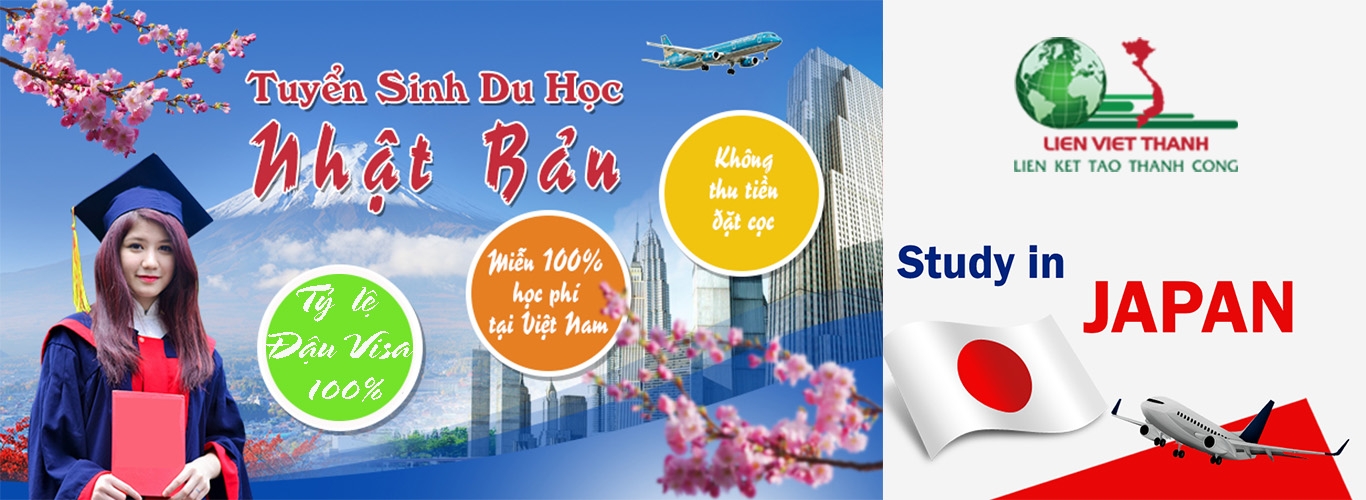 Tuyển Sinh Du Học
Nhật Bản
Không
thu tiền
đặt cọc
Miễn 100%
học phí
tại Việt Nam
Tỷ lệ
Đậu Visa
100%
LIEN VIET THANH
LIEN KET TAO THANH CONG
Study in
JAPAN